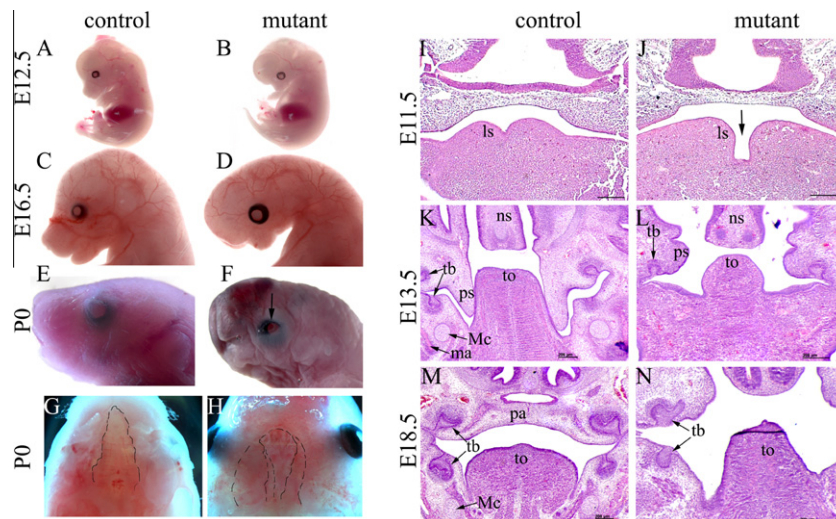 control mutant control mutant
E12.5 A B
E16.5 C D
P0 E F
P0 G H
E11.5 I J
ls ls
E13.5 K L
ns ns
tb tb
ps ps
to to
Mc
ma
E18.5 M N
pa
tb tb
to to
Mc